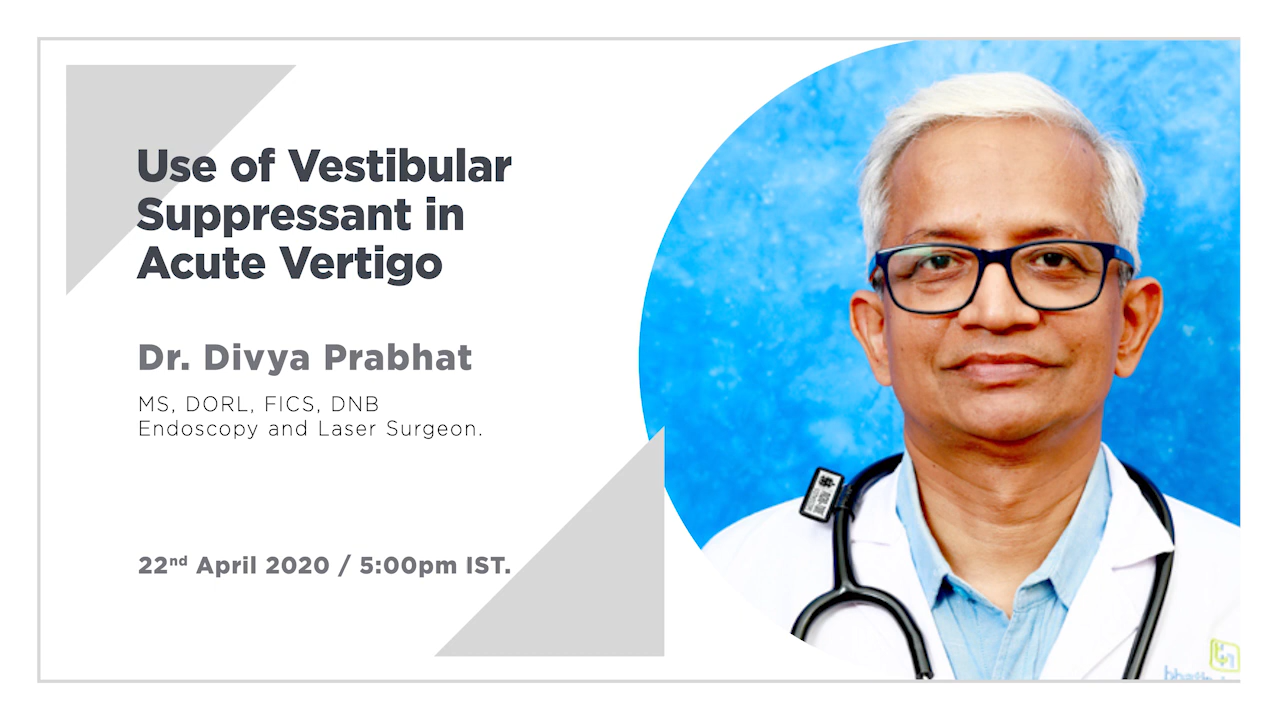 Use of Vestibular
Suppressant in
Acute Vertigo
Dr. Divya Prabhat
MS, DORL, FICS, DNB
Endoscopy and Laser Surgeon.
22nd April 2020 / 5:00pm IST.